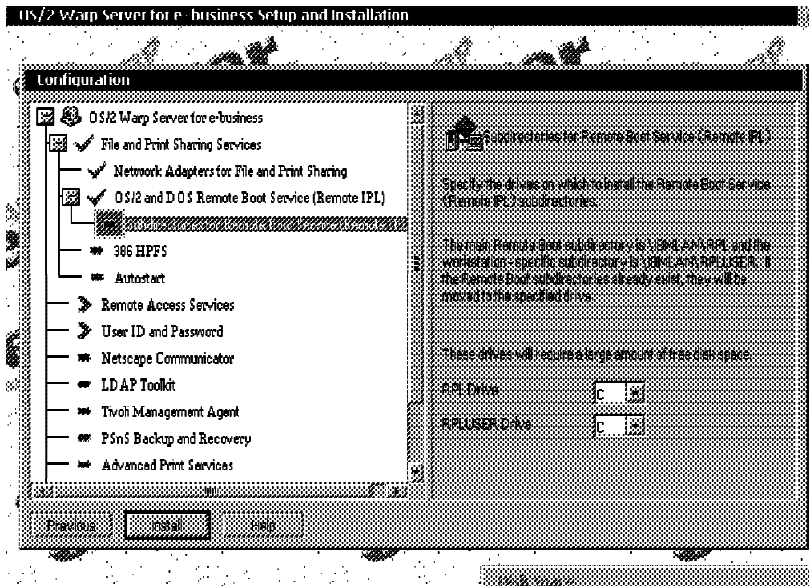 OS/2 Warp Server for e-business Setup and Installation
Configuration
OS/2 Warp Server for e-business
File and Print Sharing Services
Network Adapters for File and Print Sharing
OS/2 and DOS Remote Boot Service (Remote IPL)
386 HPFS
Autostart
Remote Access Services
User ID and Password
Netscape Communicator
LDAP Toolkit
Tivoli Management Agent
PSnS Backup and Recovery
Advanced Print Services
Subdirectories for Remote Boot Service (Remote IPL)
Specify the drives on which to install the Remote Boot Service
(Remote IPL) subdirectories.
The main Remote Boot subdirectory is \IBMLAN\RPL and the
workstation-specific subdirectory is \IBMLAN\RPLUSER. If
the Remote Boot subdirectories already exist, they will be
moved to the specified drive.
These drives will require a large amount of free disk space.
RPL Drive
C
RPLUSER Drive
C
Previous
Install
Help